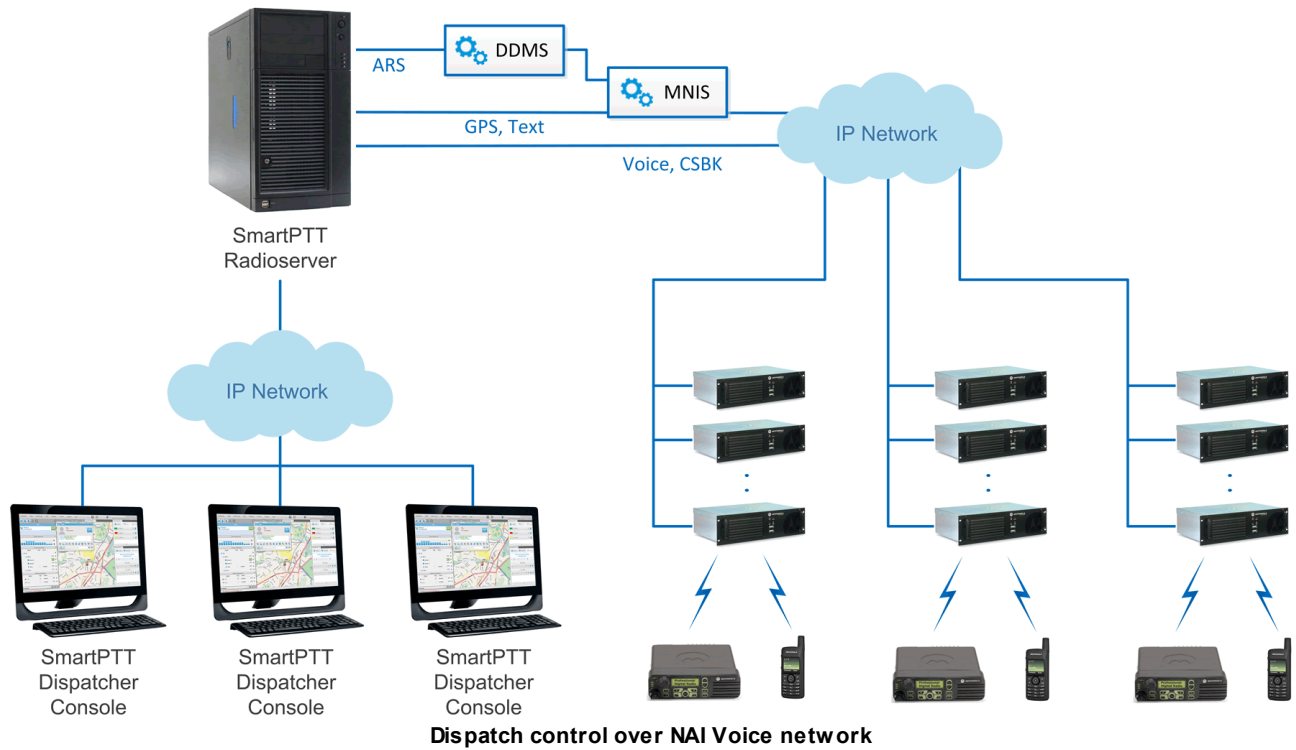 DDMS
ARS
MNIS
GPS, Text
IP Network
Voice, CSBK
SmartPTT
Radioserver
IP Network
SmartPTT
Dispatcher
Console
SmartPTT
Dispatcher
Console
SmartPTT
Dispatcher
Console
Dispatch control over NAI Voice network